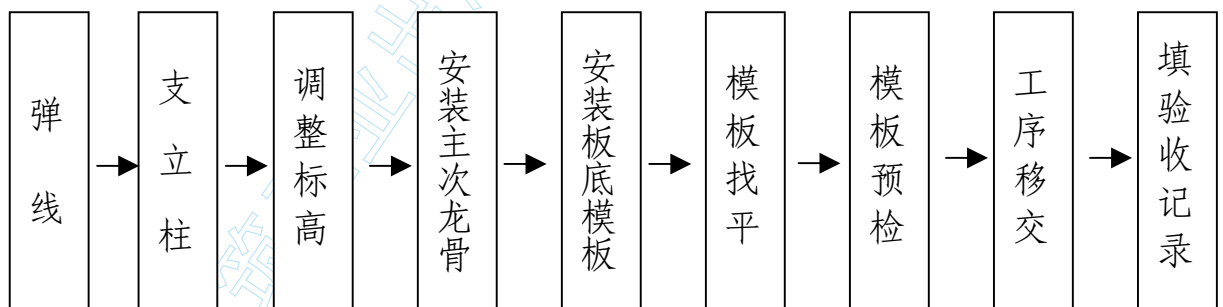 弹线
支立柱
调整标高
安装主次龙骨
安装板底模板
模板找平
模板预检
工序移交
填验收记录